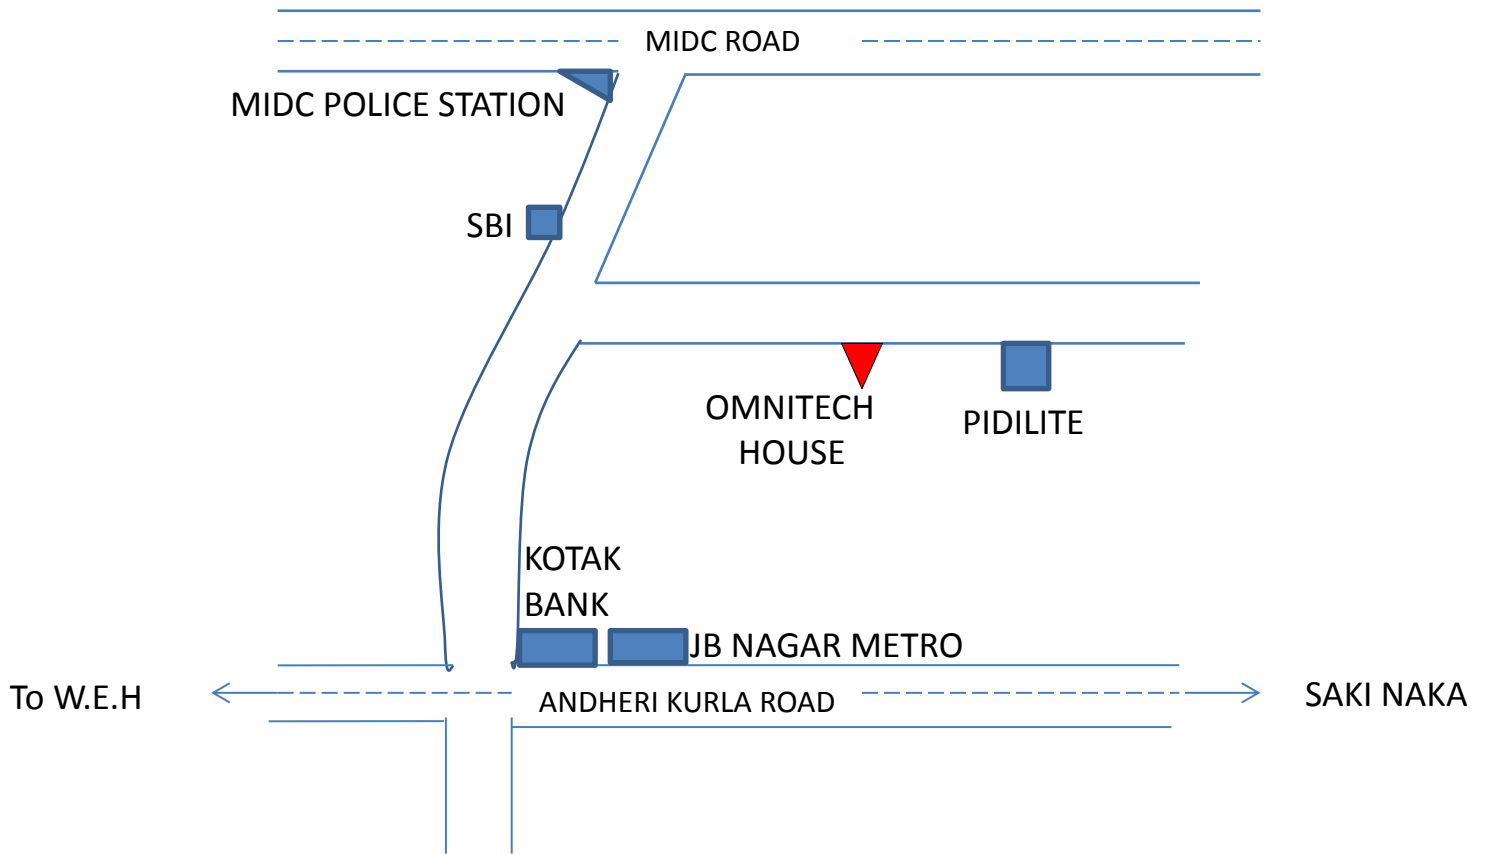 MIDC ROAD
MIDC POLICE STATION
SBI
OMNITECH
HOUSE
PIDILITE
KOTAK
BANK
JB NAGAR METRO
To W.E.H
ANDHERI KURLA ROAD
SAKI NAKA